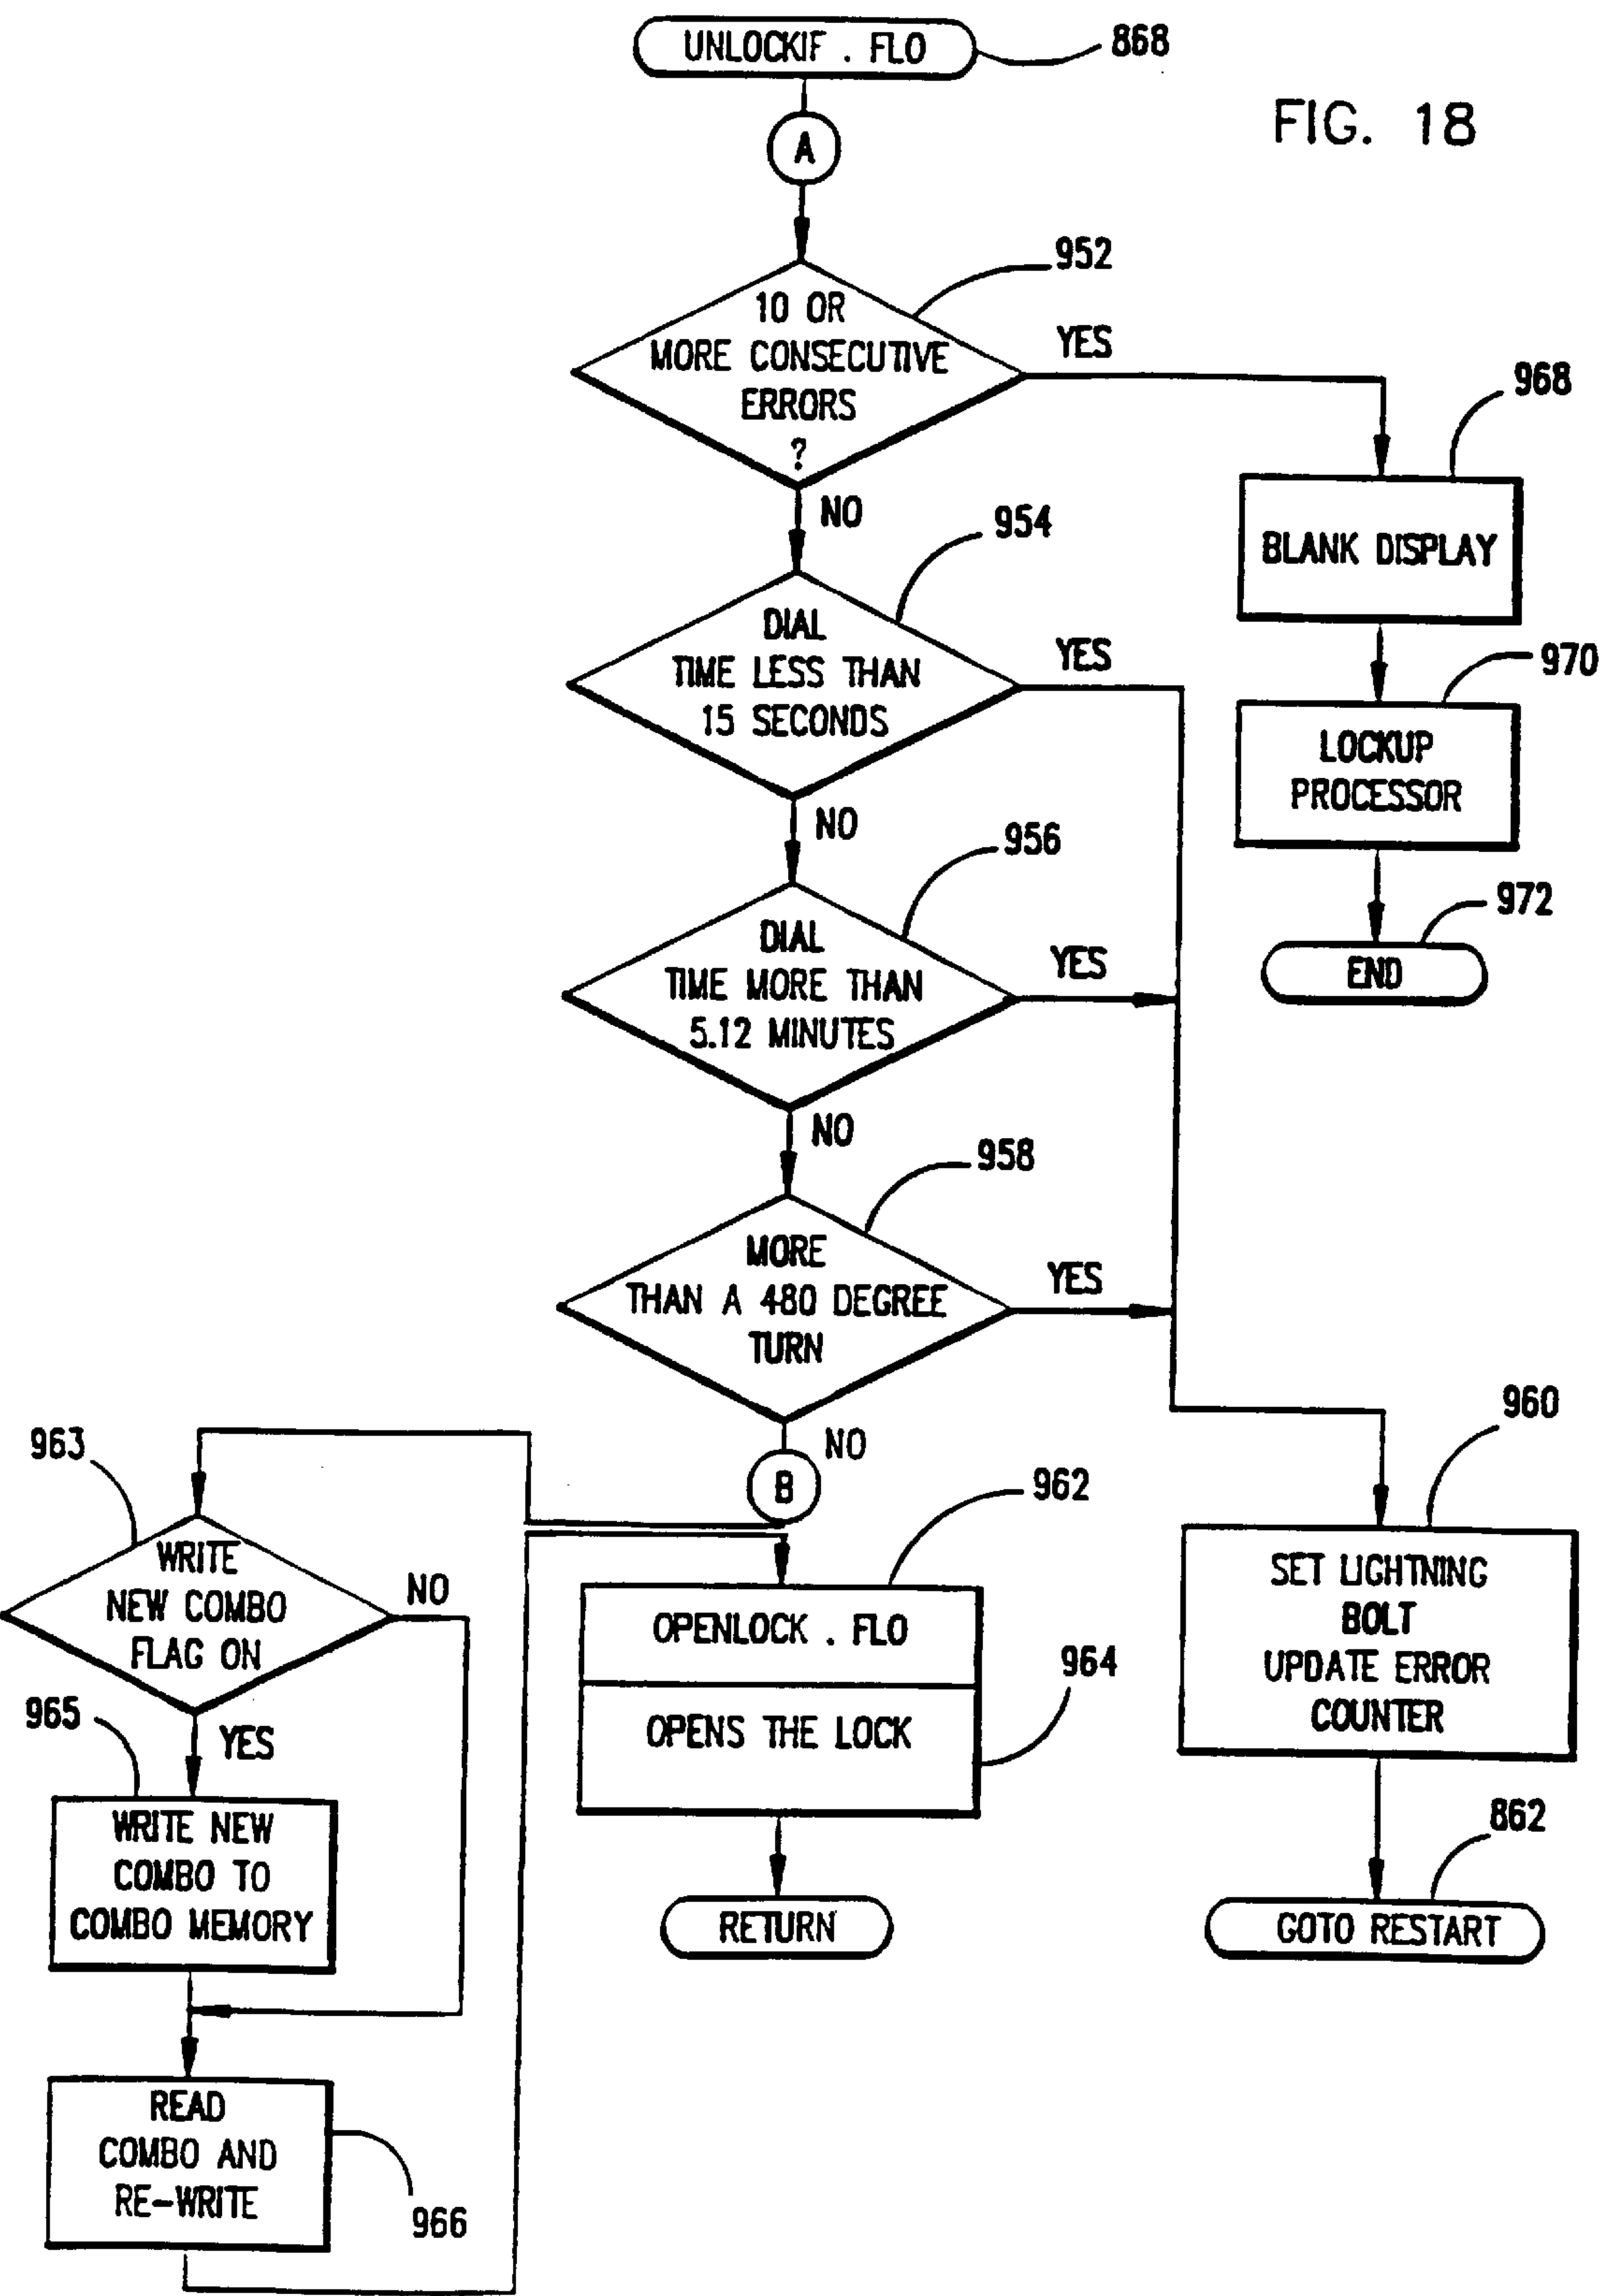 UNLOCKIF . FLO
868
FIG. 18
A
952
10 OR
MORE CONSECUTIVE
ERRORS
?
YES
NO
968
BLANK DISPLAY
954
DIAL
TIME LESS THAN
15 SECONDS
YES
NO
970
LOCKUP
PROCESSOR
972
END
956
DIAL
TIME MORE THAN
5.12 MINUTES
YES
NO
958
MORE
THAN A 480 DEGREE
TURN
YES
NO
B
960
SET LIGHTNING
BOLT
UPDATE ERROR
COUNTER
862
GOTO RESTART
963
WRITE
NEW COMBO
FLAG ON
NO
YES
962
OPENLOCK . FLO
964
OPENS THE LOCK
RETURN
965
WRITE NEW
COMBO TO
COMBO MEMORY
READ
COMBO AND
RE-WRITE
966